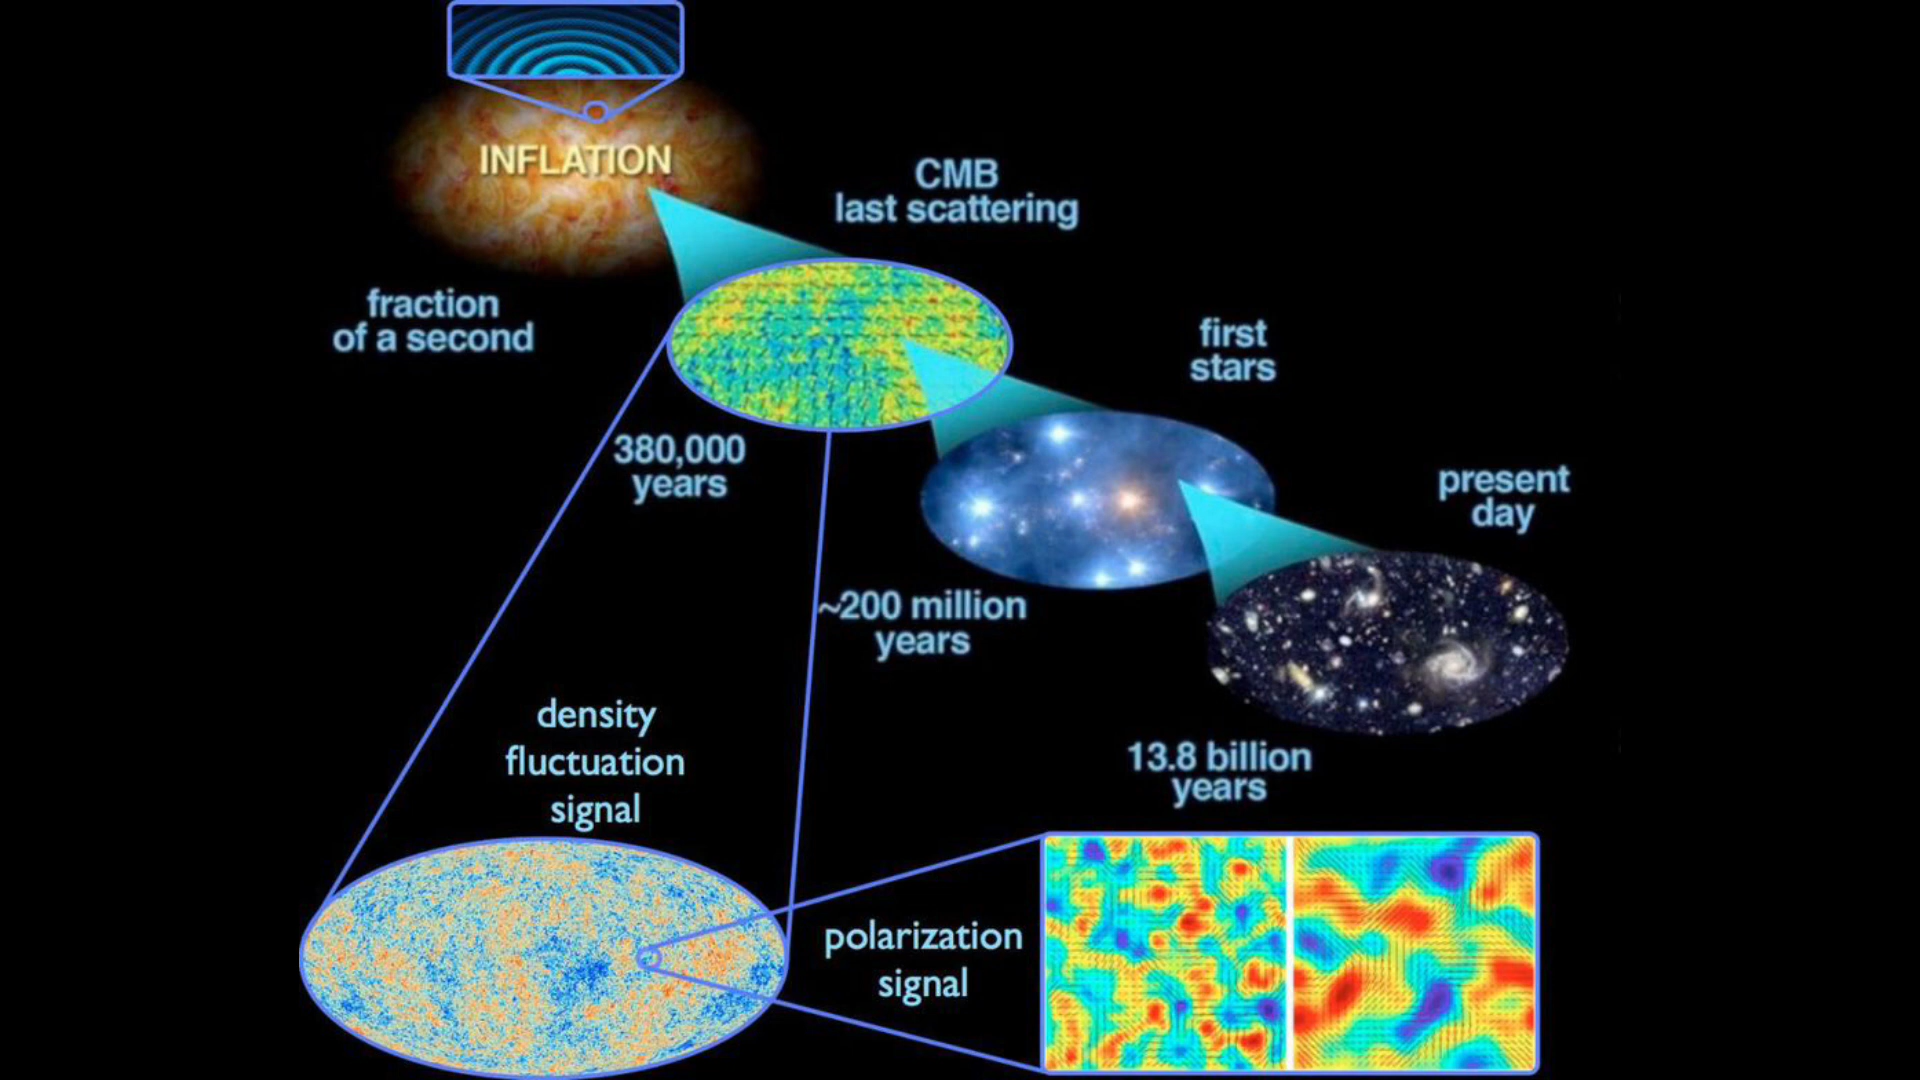 INFLATION
fraction
of a second
CMB
last scattering
380,000
years
first
stars
~200 million
years
present
day
13.8 billion
years
density
fluctuation
signal
polarization
signal